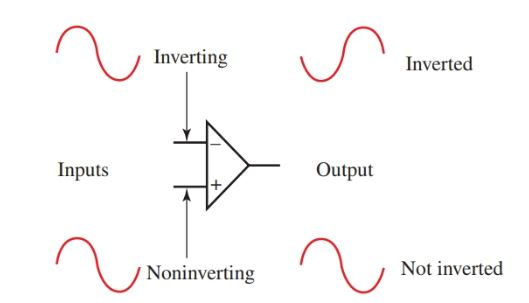 Inverting
Inverted
−
Inputs
Output
+
Noninverting
Not inverted